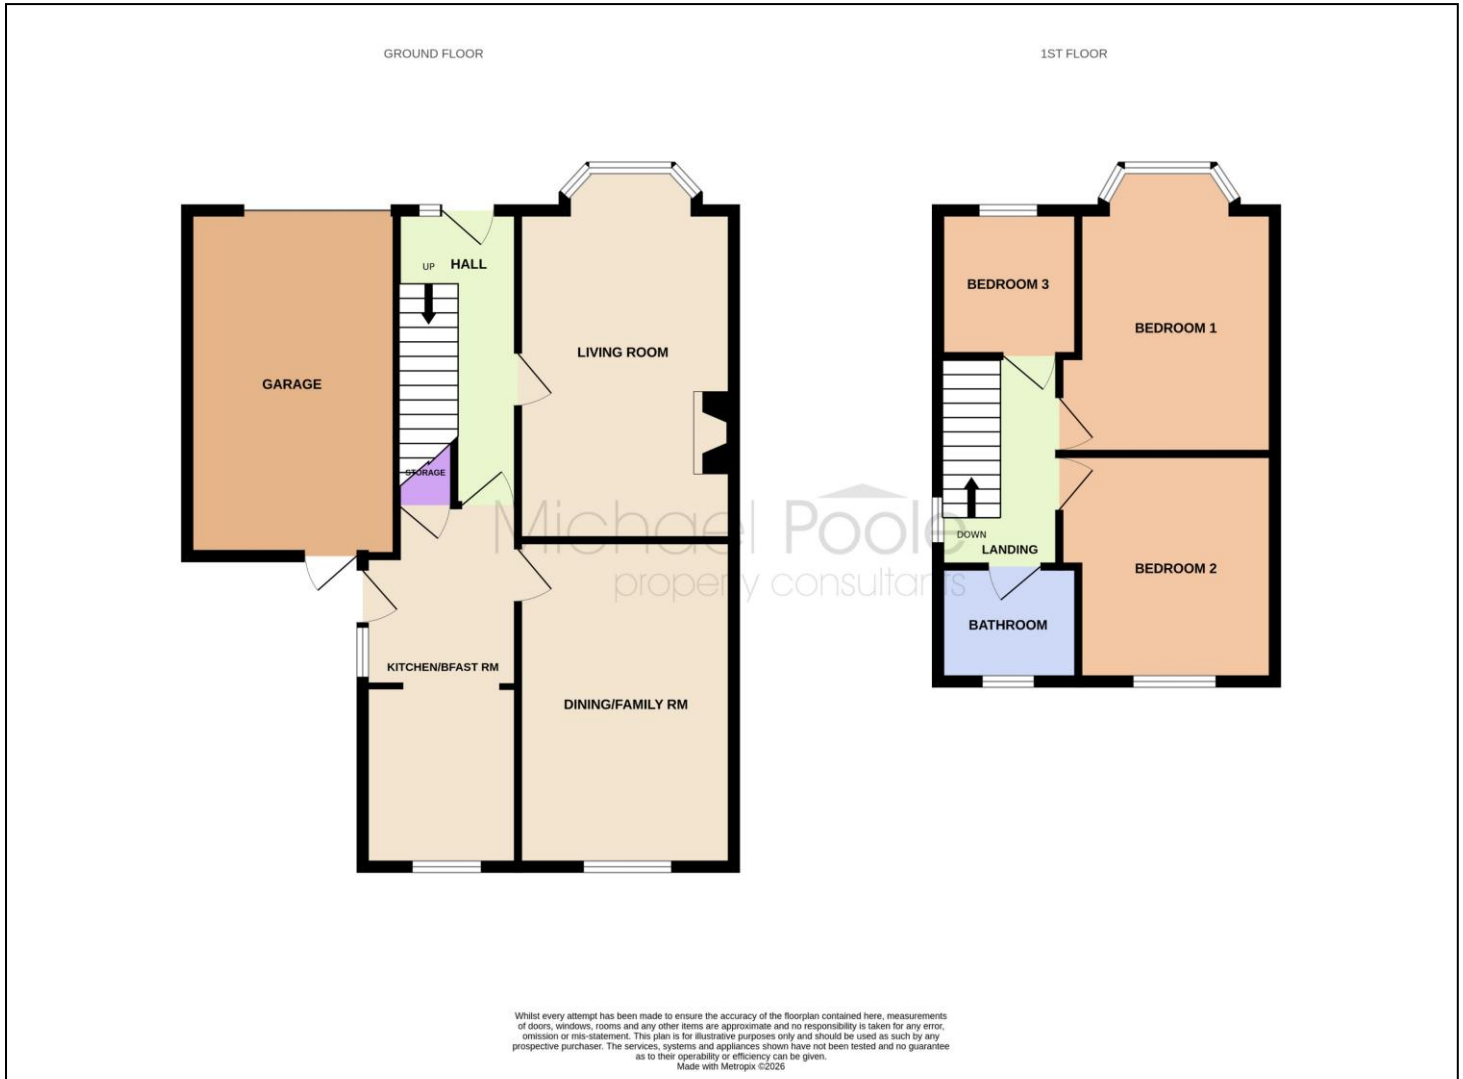 GROUND FLOOR
1ST FLOOR
UP
HALL
LIVING ROOM
GARAGE
STORAGE
KITCHEN/BFAST RM
DINING/FAMILY RM
BEDROOM 3
BEDROOM 1
DOWN
LANDING
BEDROOM 2
BATHROOM
Michael Poole
property consultants
Whilst every attempt has been made to ensure the accuracy of the floorplan contained here, measurements
of doors, windows, rooms and any other items are approximate and no responsibility is taken for any error,
omission or mis-statement. This plan is for illustrative purposes only and should be used as such by any
prospective purchaser. The services, systems and appliances shown have not been tested and no guarantee
as to their operability or efficiency can be given.
Made with Metropix ©2026